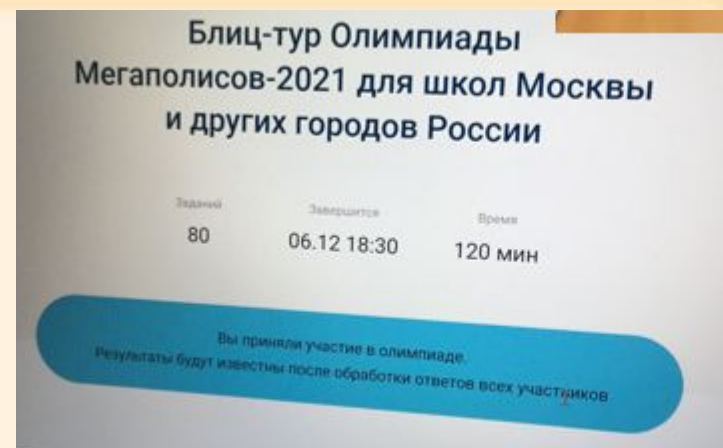 Блиц-тур Олимпиады
Мегаполисов-2021 для школ Москвы
и других городов России
Заданий Завершится Время
80 06.12 18:30 120 мин
Вы приняли участие в олимпиаде.
Результаты будут известны после обработки ответов всех участников